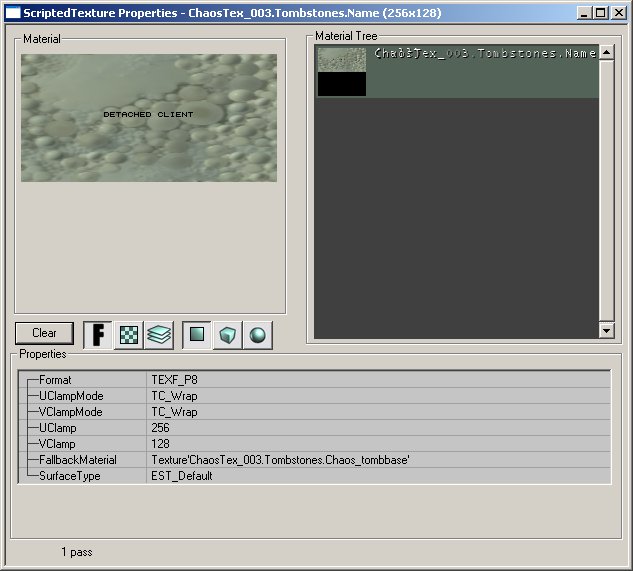 ScriptedTexture Properties - ChaosTex_003.Tombstones.Name (256x128)
Material
Material Tree
DETACHED CLIENT
ChaosTex_003.Tombstones.Name
Clear
F
Properties
Format TEXF_P8
UClampMode TC_Wrap
VClampMode TC_Wrap
UClamp 256
VClamp 128
FallbackMaterial Texture'ChaosTex_003.Tombstones.Chaos_tombbase'
SurfaceType EST_Default
1 pass